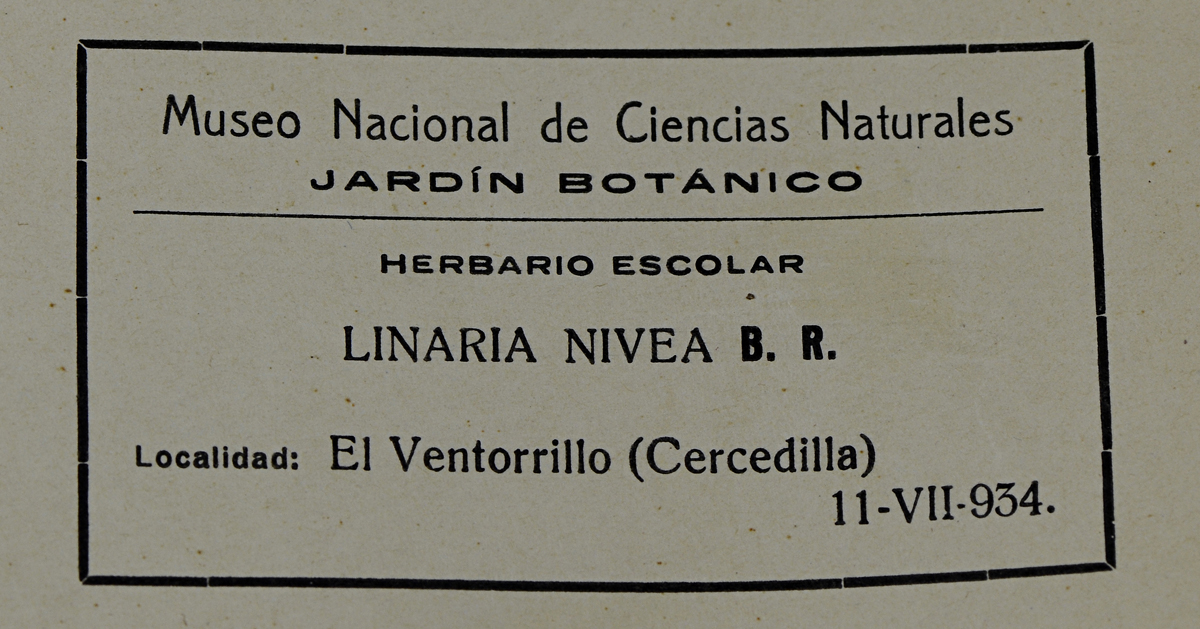 Museo Nacional de Ciencias Naturales
JARDÍN BOTÁNICO
HERBARIO ESCOLAR
LINARIA NIVEA B. R.
Localidad: El Ventorrillo (Cercedilla)
11-VII-934.